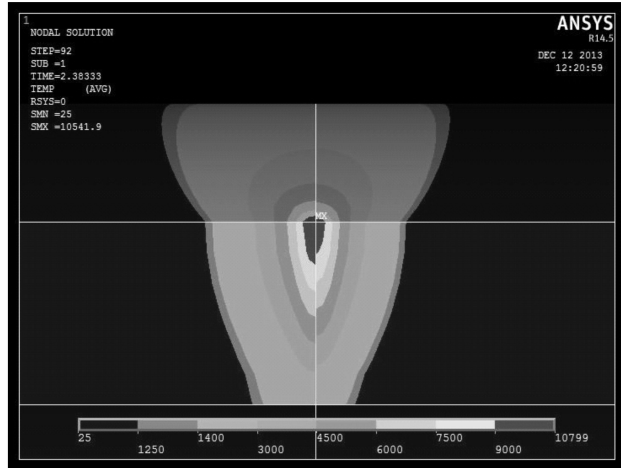 1
NODAL SOLUTION
ANSYS
R14.5
STEP=92
SUB =1
TIME=2.38333
TEMP (AVG)
RSYS=0
SMN =25
SMX =10541.9
DEC 12 2013
12:20:59
MX
25 1400 4500 7500 10799
1250 3000 6000 9000